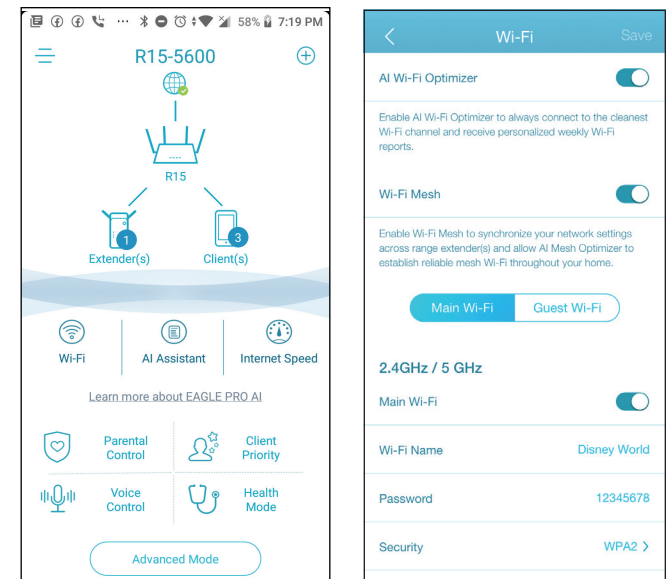 58% 7:19 PM
R15-5600
R15
1
3
Extender(s)
Client(s)
Wi-Fi
AI Assistant
Internet Speed
Learn more about EAGLE PRO AI
Parental
Control
Client
Priority
Voice
Control
Health
Mode
Advanced Mode
Wi-Fi
Save
AI Wi-Fi Optimizer
Enable AI Wi-Fi Optimizer to always connect to the cleanest
Wi-Fi channel and receive personalized weekly Wi-Fi
reports.
Wi-Fi Mesh
Enable Wi-Fi Mesh to synchronize your network settings
across range extender(s) and allow AI Mesh Optimizer to
establish reliable mesh Wi-Fi throughout your home.
Main Wi-Fi
Guest Wi-Fi
2.4GHz / 5 GHz
Main Wi-Fi
Wi-Fi Name
Disney World
Password
12345678
Security
WPA2